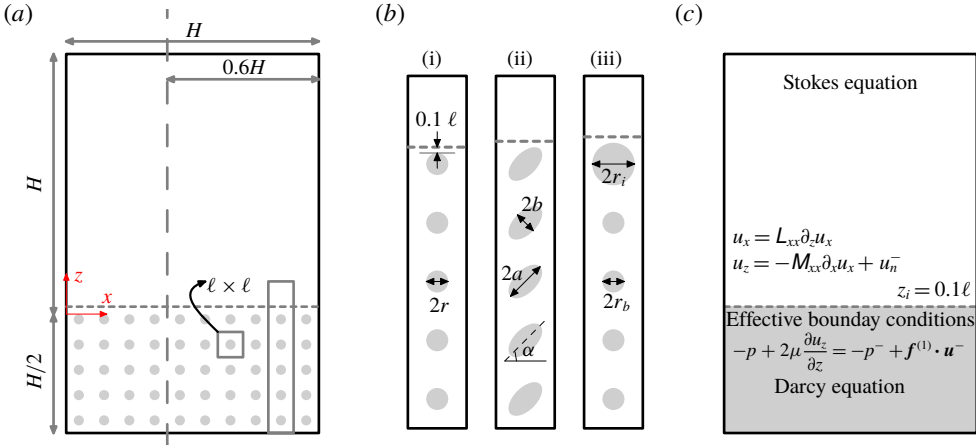 (a)
H
0.6H
H
z
x
ℓ × ℓ
H/2
(b)
(i)
(ii)
(iii)
0.1 ℓ
2r
2b
2a
α
2r_i
2r_b
(c)
Stokes equation
u_x = L_xx ∂_z u_x
u_z = −M_xx ∂_x u_x + u_n^−
z_i = 0.1ℓ
Effective bounday conditions
−p + 2μ ∂u_z/∂z = −p^− + f^(1) · u^−
Darcy equation